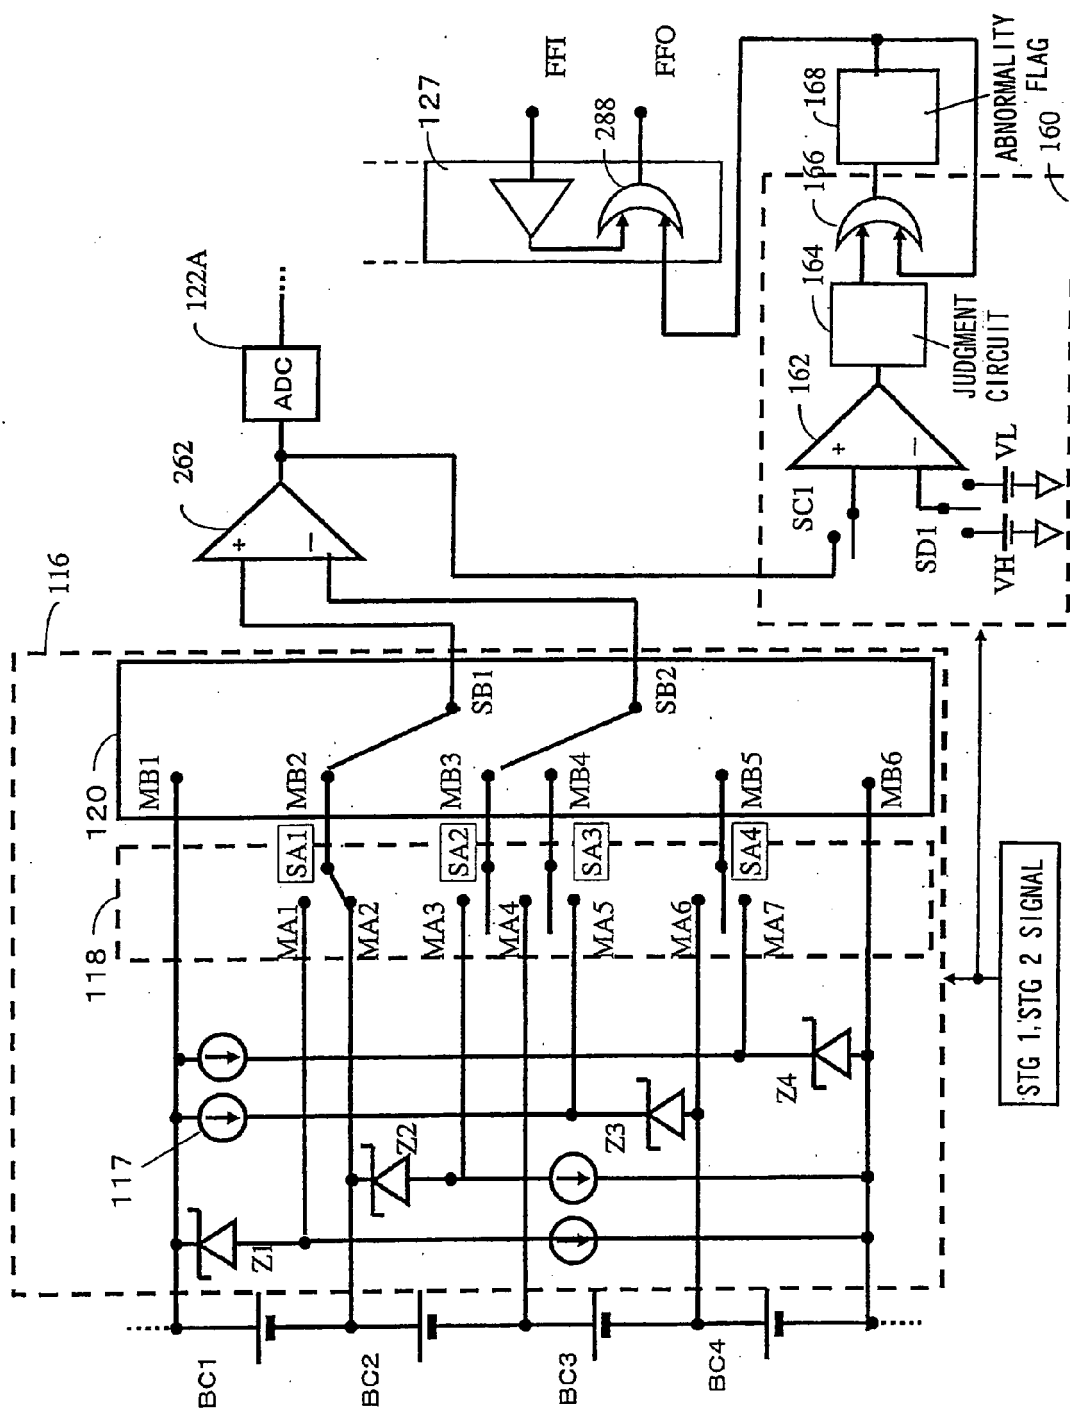 116
120
MB1
MB2
MB3
MB4
MB5
MB6
SB1
SB2
118
SA1
SA2
SA3
SA4
MA1
MA2
MA3
MA4
MA5
MA6
MA7
117
Z1
Z2
Z3
Z4
BC1
BC2
BC3
BC4
STG 1, STG 2 SIGNAL
262
+
−
ADC
122A
...
127
FFI
FFO
288
160
162
+
−
SC1
SD1
VH
VL
164
JUDGMENT
CIRCUIT
166
168
ABNORMALITY
FLAG